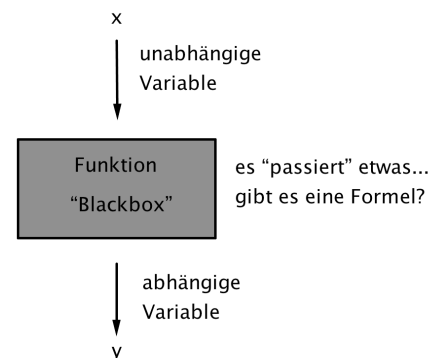 x
unabhängige
Variable
Funktion
"Blackbox"
es "passiert" etwas...
gibt es eine Formel?
abhängige
Variable
y